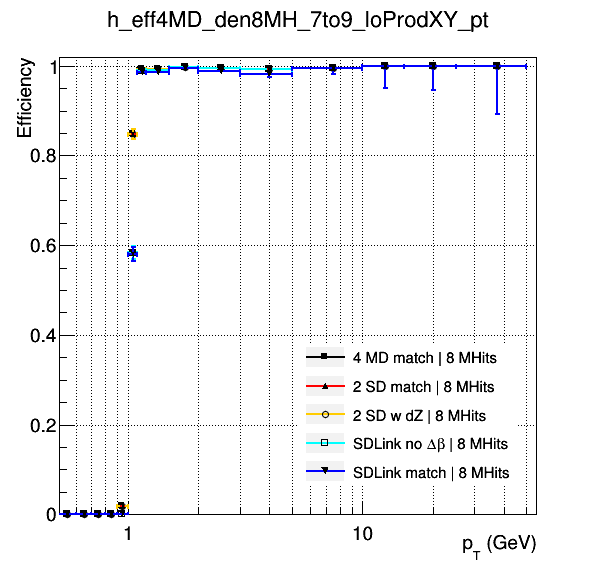 h_eff4MD_den8MH_7to9_loProdXY_pt
Efficiency
1
0.8
0.6
0.4
0.2
0
4 MD match | 8 MHits
2 SD match | 8 MHits
2 SD w dZ | 8 MHits
SDLink no Δβ | 8 MHits
SDLink match | 8 MHits
1
10
p_T (GeV)